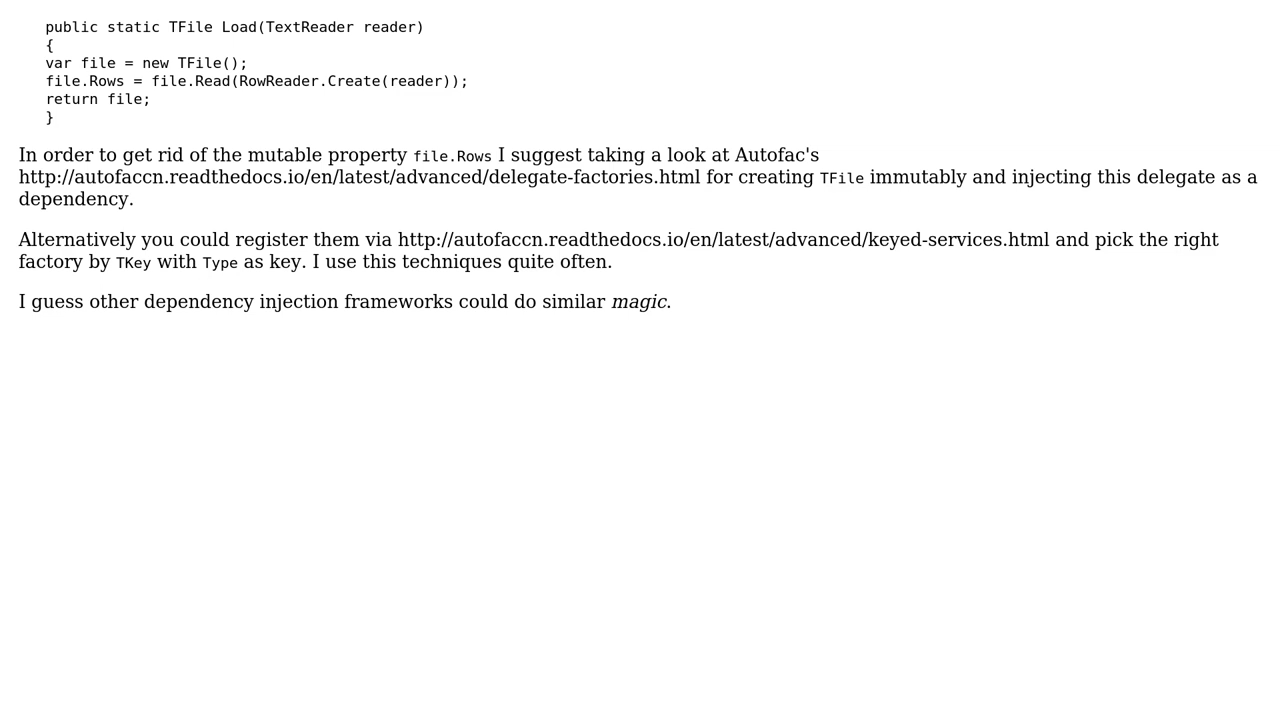 public static TFile Load(TextReader reader)
{
var file = new TFile();
file.Rows = file.Read(RowReader.Create(reader));
return file;
}
In order to get rid of the mutable property file.Rows I suggest taking a look at Autofac's
http://autofaccn.readthedocs.io/en/latest/advanced/delegate-factories.html for creating TFile immutably and injecting this delegate as a
dependency.
Alternatively you could register them via http://autofaccn.readthedocs.io/en/latest/advanced/keyed-services.html and pick the right
factory by TKey with Type as key. I use this techniques quite often.
I guess other dependency injection frameworks could do similar magic.